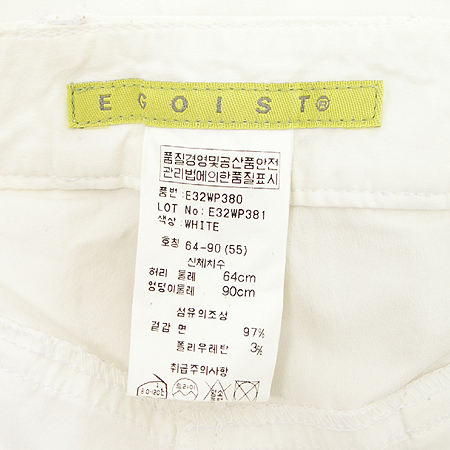 EGOIST®
품질경영및공산품안전
관리법에의한품질표시
품번:E32WP380
LOT No: E32WP381
색상:WHITE
호칭 64-90 (55)
신체치수
허리 둘레 64cm
엉덩이둘레 90cm
섬유의조성
겉감 면 97%
폴리우레탄 3%
취급주의사항
드라이